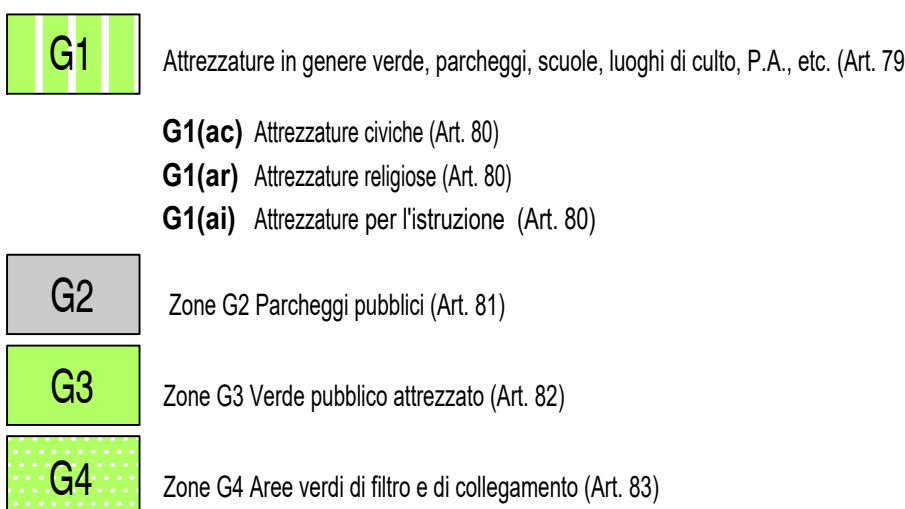 G1 Attrezzature in genere verde, parcheggi, scuole, luoghi di culto, P.A., etc. (Art. 79
G1(ac) Attrezzature civiche (Art. 80)
G1(ar) Attrezzature religiose (Art. 80)
G1(ai) Attrezzature per l'istruzione (Art. 80)
G2 Zone G2 Parcheggi pubblici (Art. 81)
G3 Zone G3 Verde pubblico attrezzato (Art. 82)
G4 Zone G4 Aree verdi di filtro e di collegamento (Art. 83)